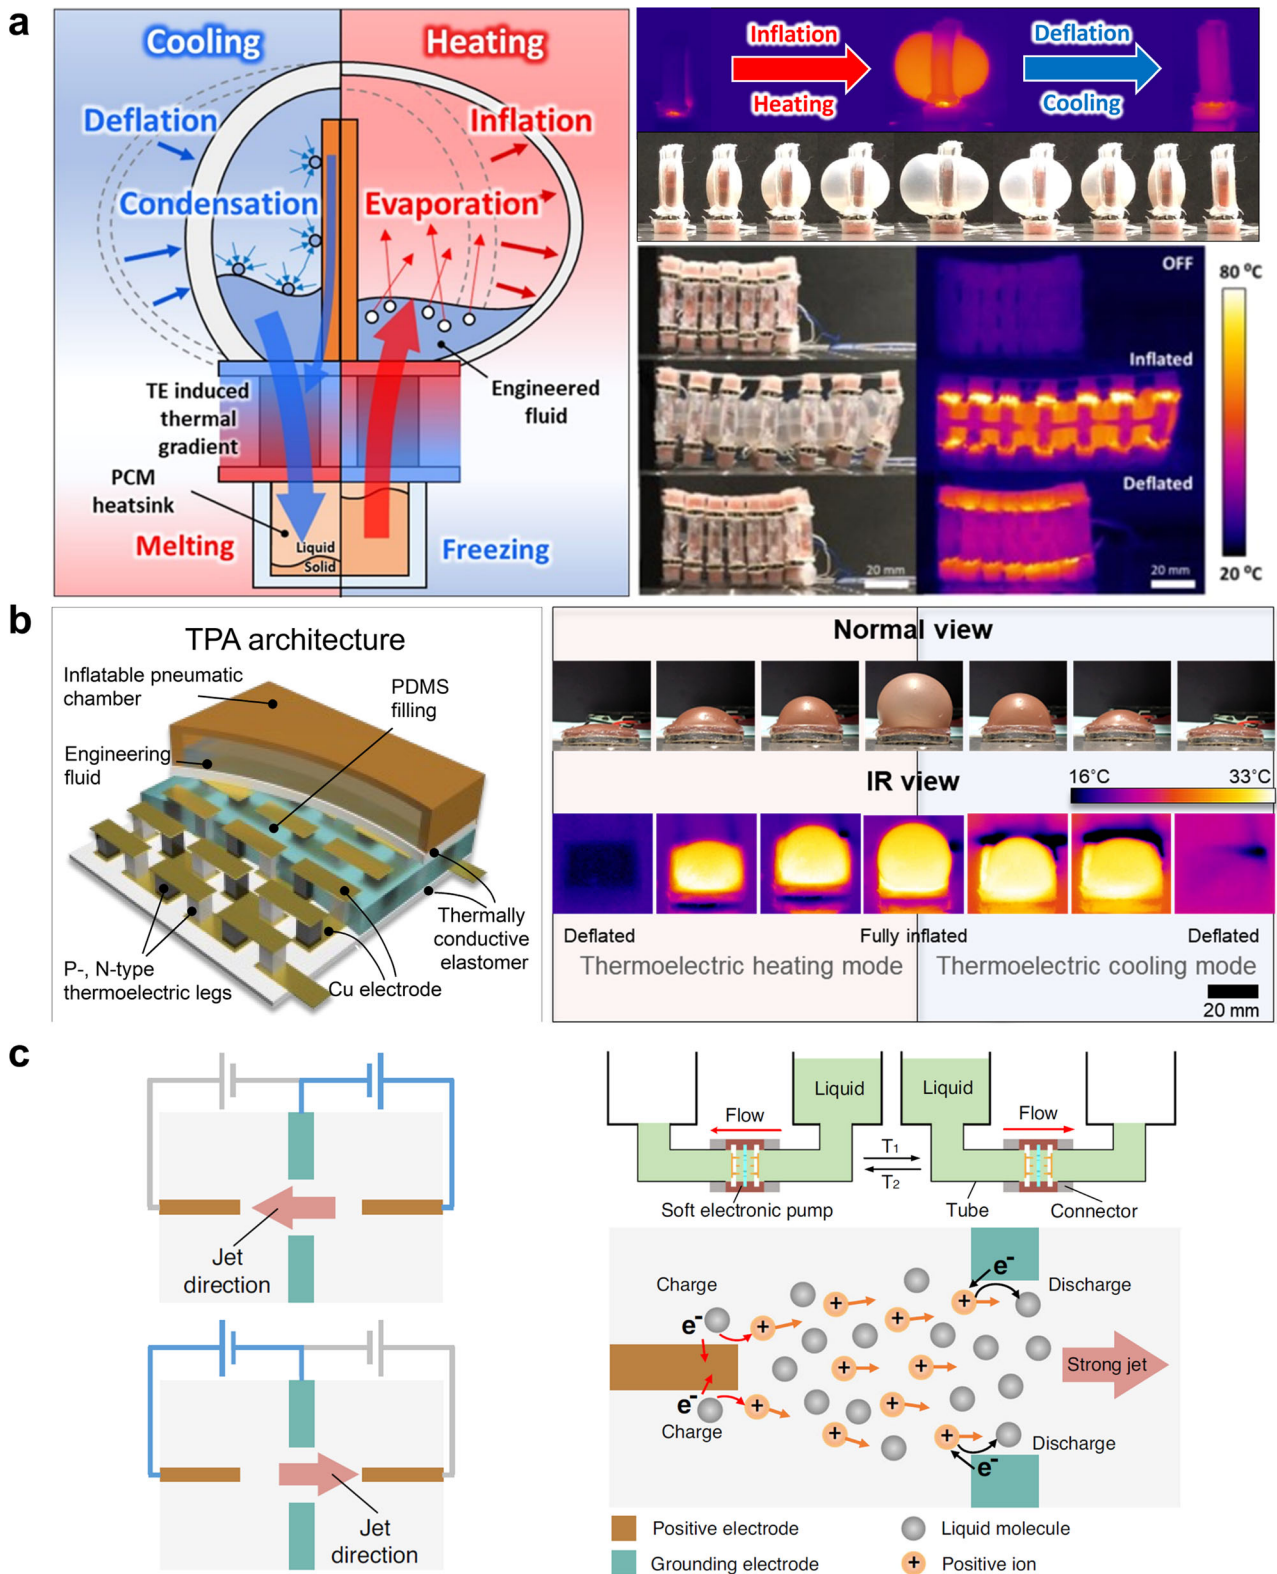 a
Cooling
Heating
Deflation
Inflation
Condensation
Evaporation
TE induced
thermal
gradient
Engineered
fluid
PCM
heatsink
Melting
Liquid
Solid
Freezing
Inflation
Heating
Deflation
Cooling
OFF
Inflated
Deflated
20 mm
20 mm
80 °C
20 °C
b
TPA architecture
Inflatable pneumatic
chamber
PDMS
filling
Engineering
fluid
Thermally
conductive
elastomer
P-, N-type
thermoelectric legs
Cu electrode
Normal view
IR view
16°C
33°C
Deflated
Fully inflated
Deflated
Thermoelectric heating mode
Thermoelectric cooling mode
20 mm
c
Jet
direction
Jet
direction
Liquid
Liquid
Flow
Flow
T1
T2
Soft electronic pump
Tube
Connector
Charge
e-
e-
Charge
e-
Discharge
Strong jet
e-
Discharge
+
+
+
+
+
+
+
+
+
+
Positive electrode
Liquid molecule
Grounding electrode
+
Positive ion